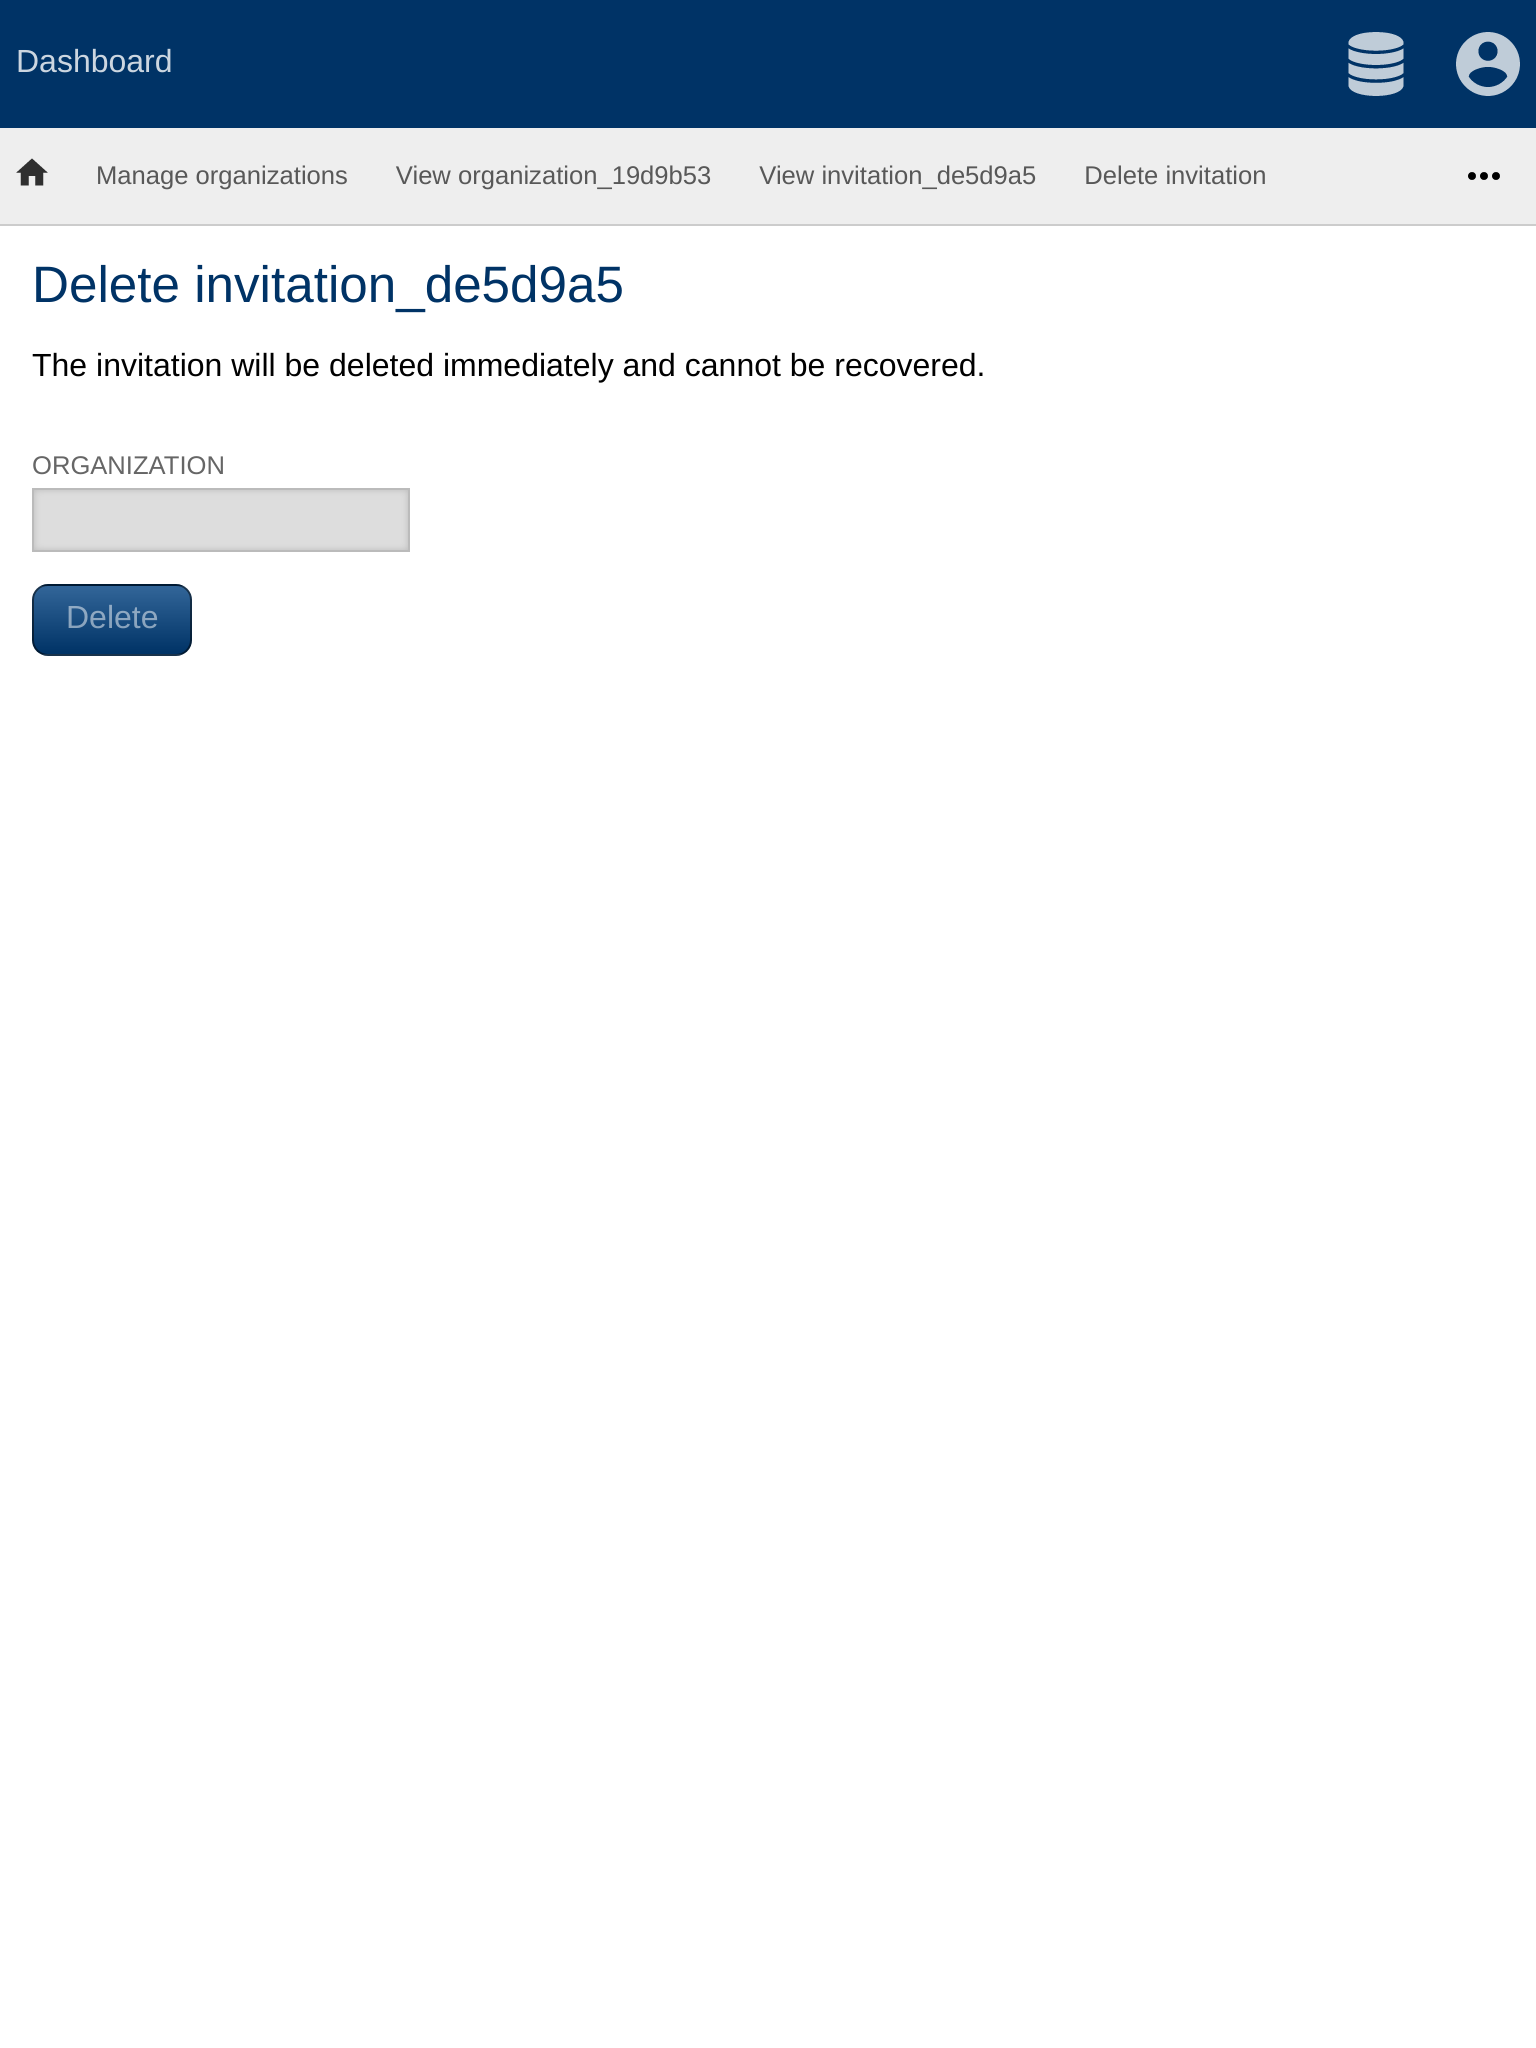 Dashboard
Manage organizations View organization_19d9b53 View invitation_de5d9a5 Delete invitation
Delete invitation_de5d9a5
The invitation will be deleted immediately and cannot be recovered.
ORGANIZATION
Delete